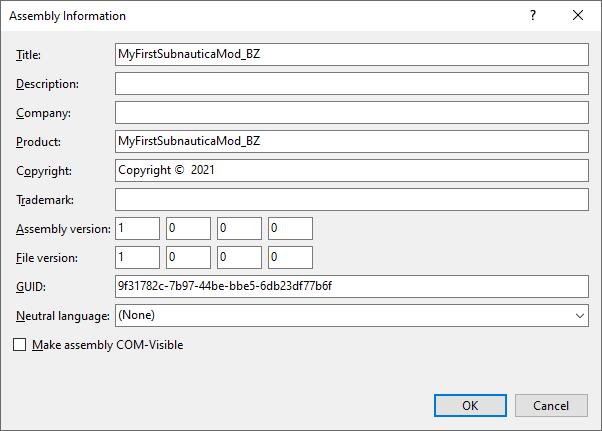 Assembly Information ? ✕
Title: MyFirstSubnauticaMod_BZ
Description:
Company:
Product: MyFirstSubnauticaMod_BZ
Copyright: Copyright ©  2021
Trademark:
Assembly version: 1 0 0 0
File version: 1 0 0 0
GUID: 9f31782c-7b97-44be-bbe5-6db23df77b6f
Neutral language: (None)
Make assembly COM-Visible
OK Cancel